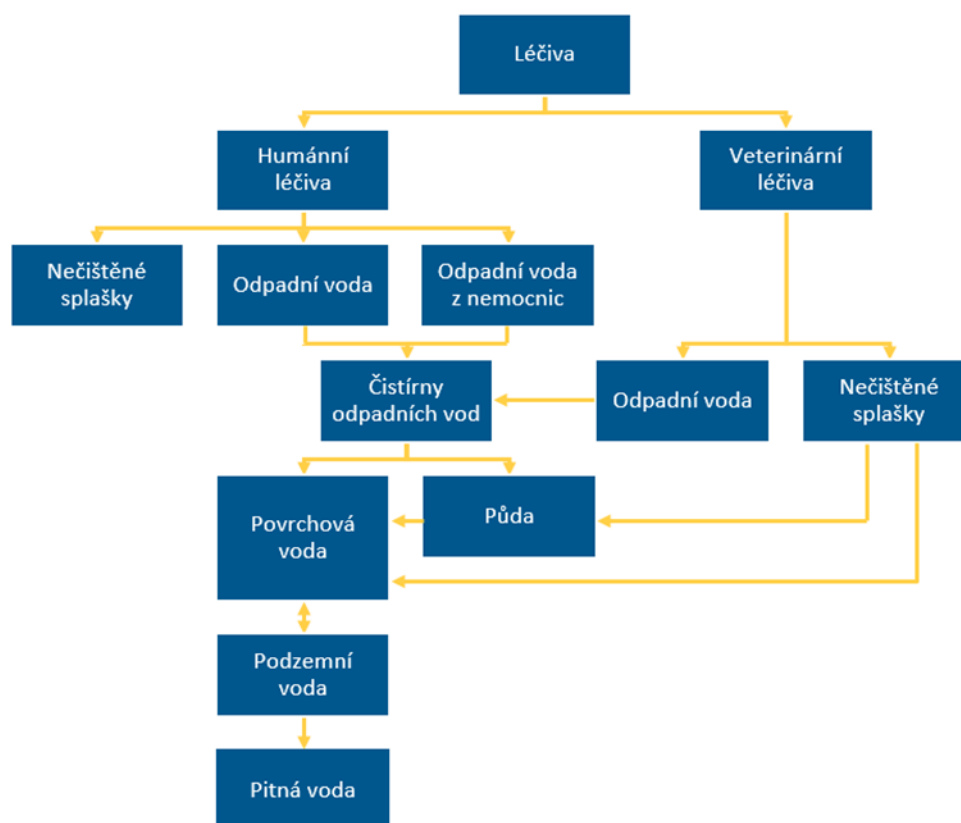 Léčiva
Humánní
léčiva
Veterinární
léčiva
Nečištěné
splašky
Odpadní voda
Odpadní voda
z nemocnic
Čistírny
odpadních vod
Odpadní voda
Nečištěné
splašky
Povrchová
voda
Půda
Podzemní
voda
Pitná voda